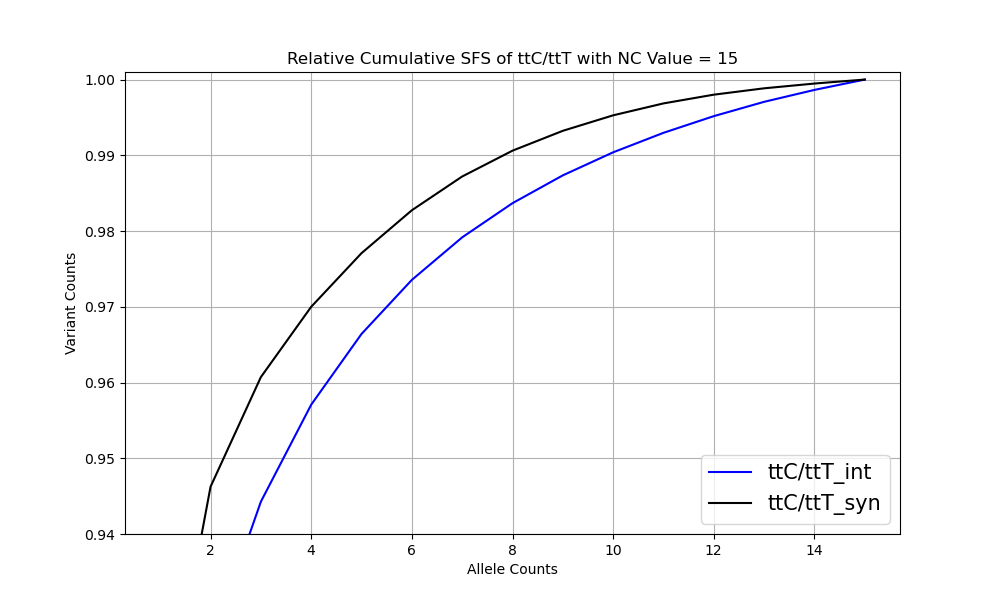 Relative Cumulative SFS of ttC/ttT with NC Value = 15
Variant Counts
1.00
0.99
0.98
0.97
0.96
0.95
0.94
ttC/ttT_int
ttC/ttT_syn
2 4 6 8 10 12 14
Allele Counts